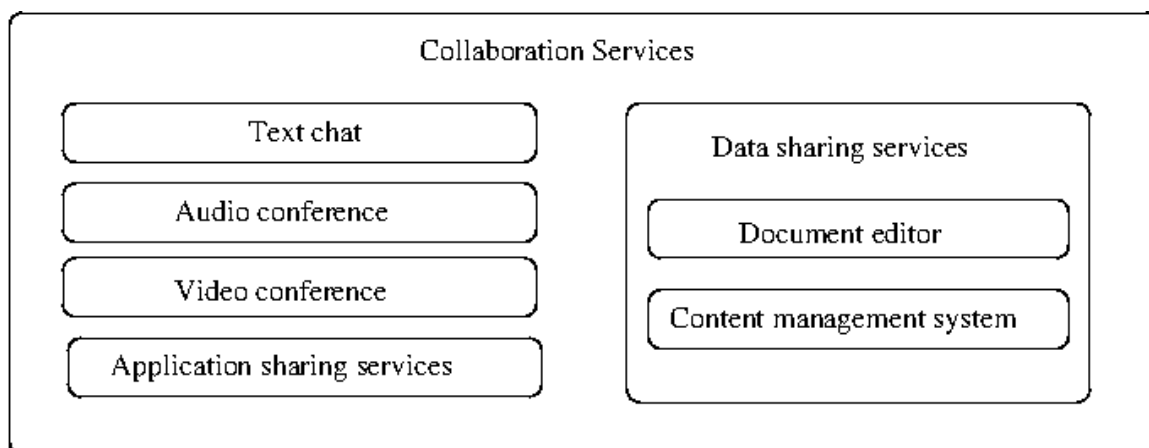 Collaboration Services
Text chat
Audio conference
Video conference
Application sharing services
Data sharing services
Document editor
Content management system